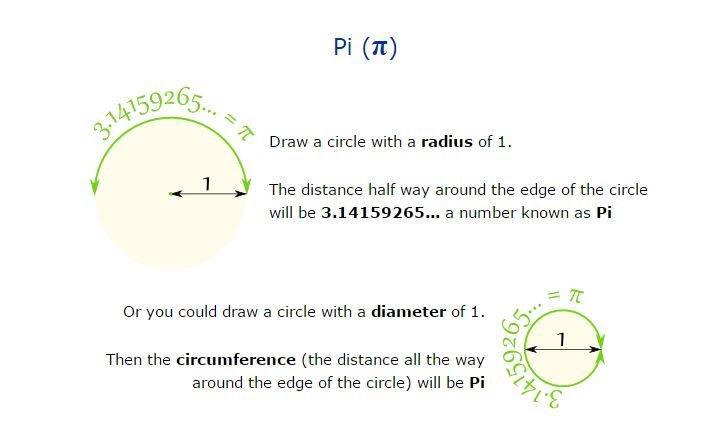 Pi (π)
3.14159265... = π
Draw a circle with a radius of 1.
1
The distance half way around the edge of the circle
will be 3.14159265... a number known as Pi
Or you could draw a circle with a diameter of 1.
Then the circumference (the distance all the way
around the edge of the circle) will be Pi
3.14159265... = π
1